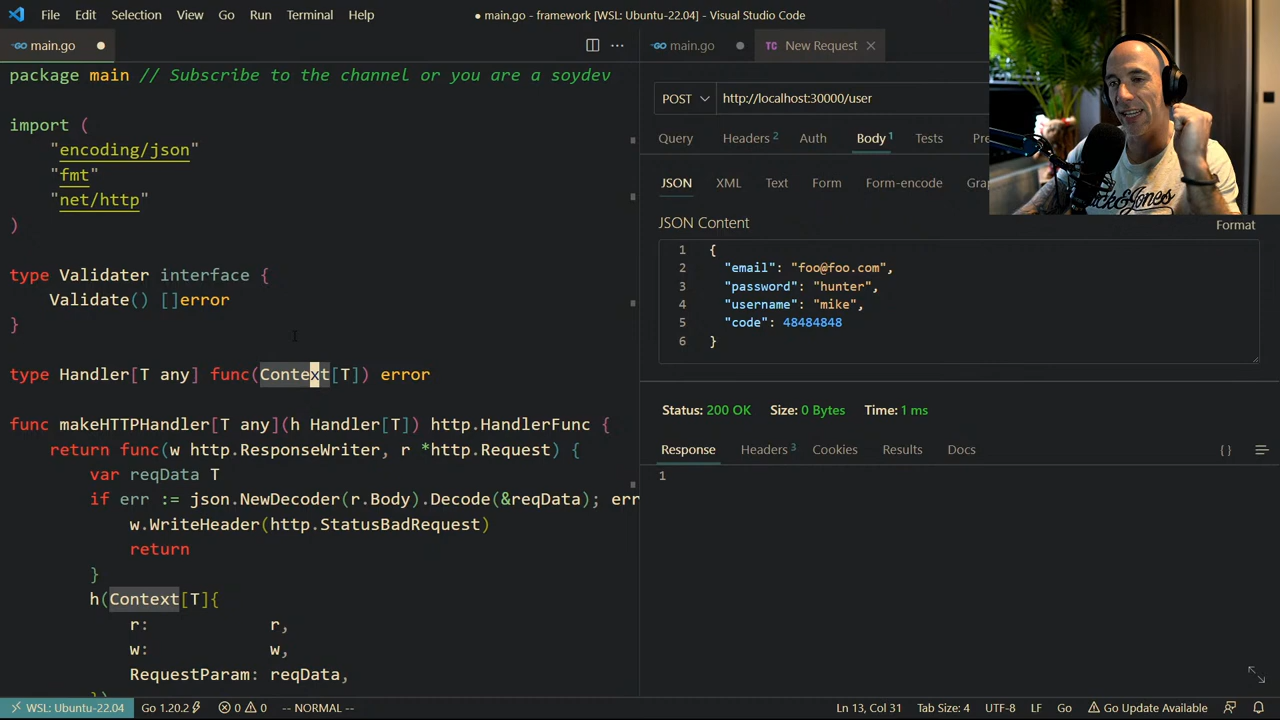 File Edit Selection View Go Run Terminal Help
● main.go - framework [WSL: Ubuntu-22.04] - Visual Studio Code
main.go
package main // Subscribe to the channel or you are a soydev
import (
"encoding/json"
"fmt"
"net/http"
)
type Validater interface {
Validate() []error
}
type Handler[T any] func(Context[T]) error
func makeHTTPHandler[T any](h Handler[T]) http.HandlerFunc {
return func(w http.ResponseWriter, r *http.Request) {
var reqData T
if err := json.NewDecoder(r.Body).Decode(&reqData); err
w.WriteHeader(http.StatusBadRequest)
return
}
h(Context[T]{
r: r,
w: w,
RequestParam: reqData,
})
main.go
TC New Request
POST http://localhost:30000/user
Query Headers 2 Auth Body 1 Tests Pre
JSON XML Text Form Form-encode Gra
JSON Content
Format
1 {
2 "email": "foo@foo.com",
3 "password": "hunter",
4 "username": "mike",
5 "code": 48484848
6 }
Status: 200 OK Size: 0 Bytes Time: 1 ms
Response Headers 3 Cookies Results Docs
{ }
1
WSL: Ubuntu-22.04 Go 1.20.2 0 0 -- NORMAL -- Ln 13, Col 31 Tab Size: 4 UTF-8 LF Go Go Update Available